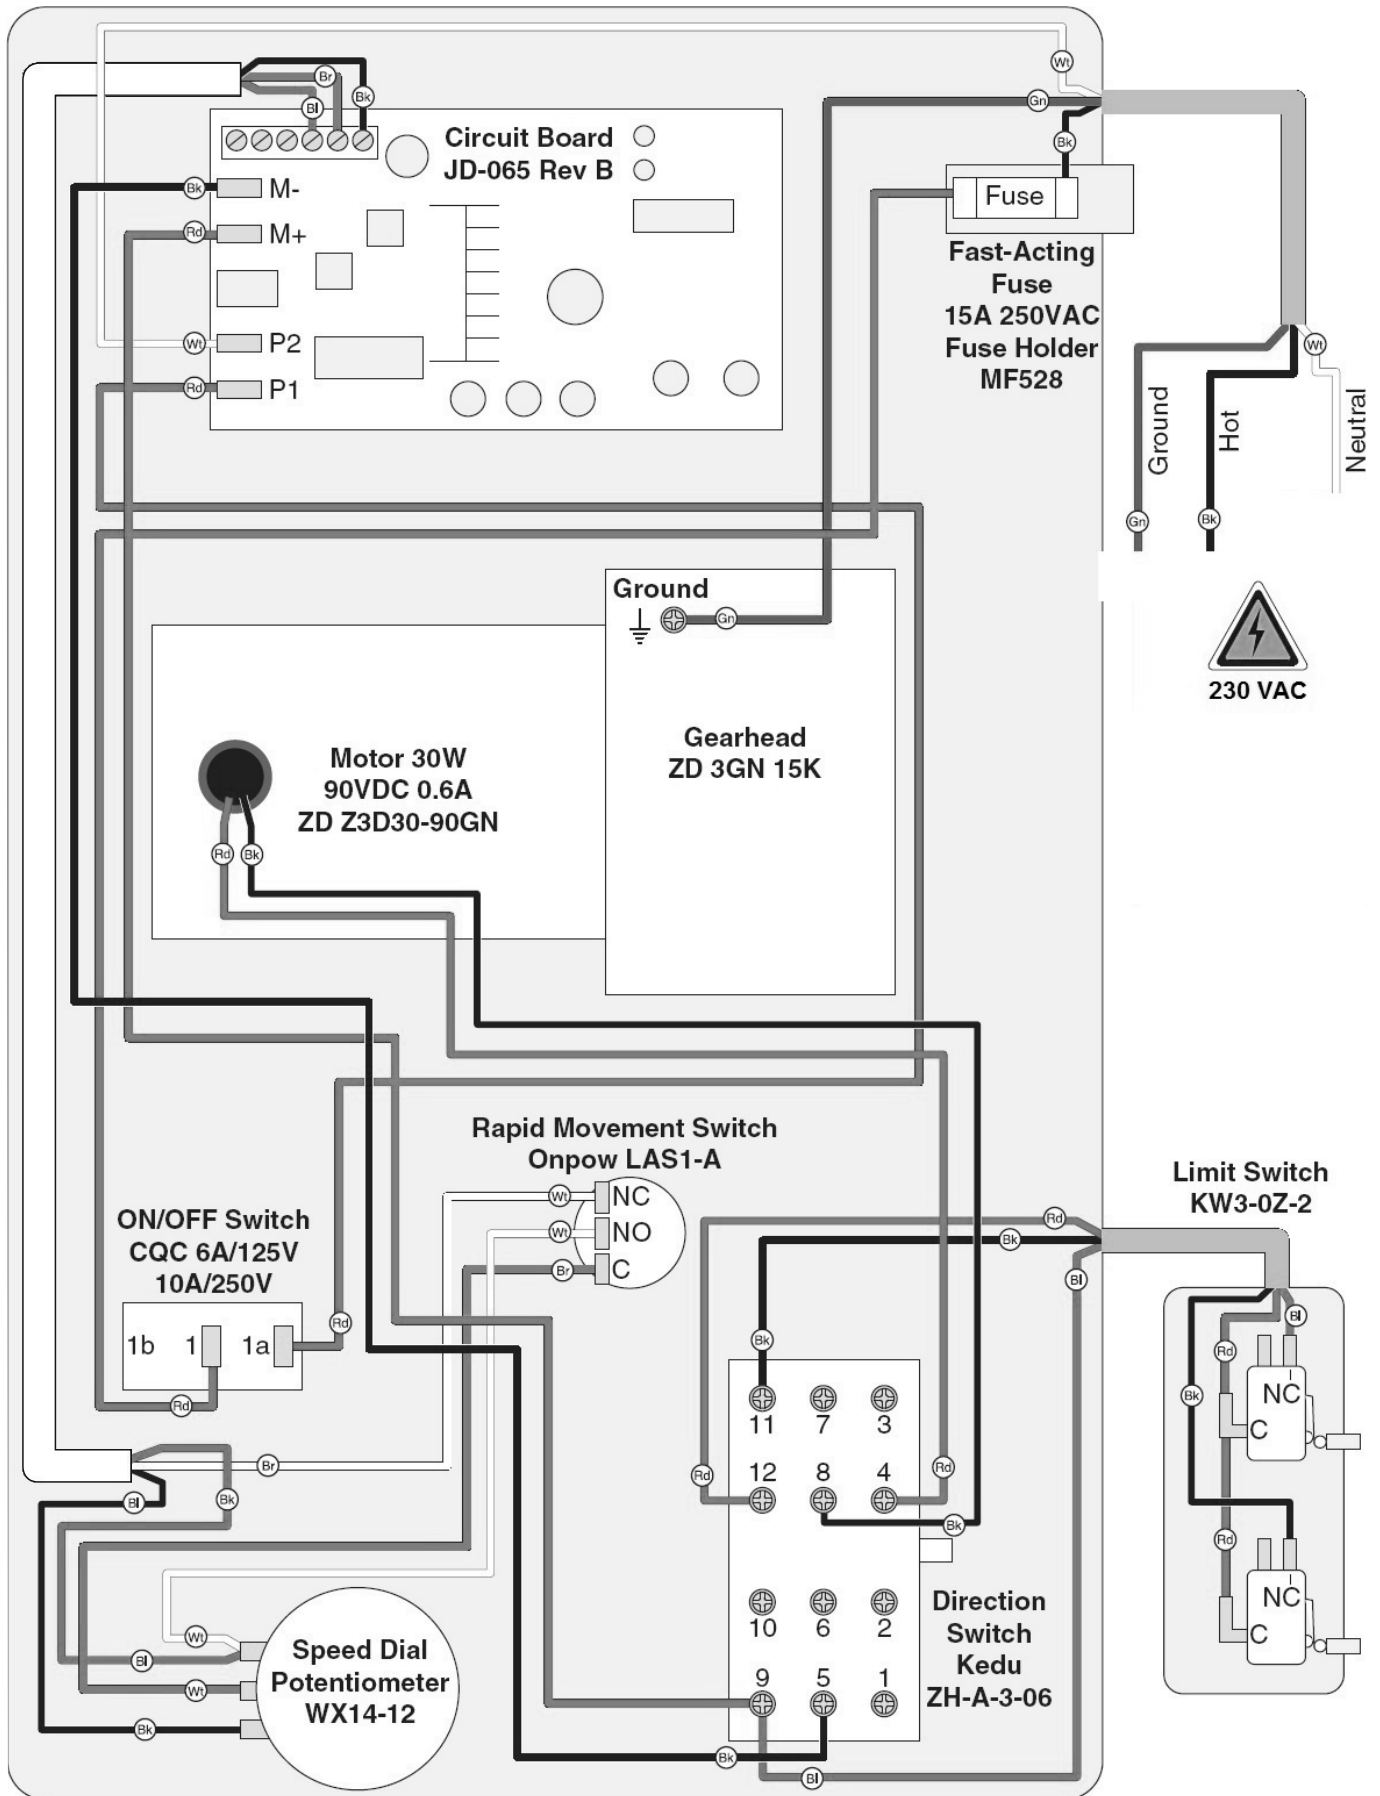 Wt
Br
Bl
Bk
Gn
Bk
Circuit Board
JD-065 Rev B
Bk
M-
Rd
M+
Wt
P2
Rd
P1
Fuse
Fast-Acting
Fuse
15A 250VAC
Fuse Holder
MF528
Wt
Ground
Hot
Neutral
Gn
Bk
230 VAC
Ground
Gn
Gearhead
ZD 3GN 15K
Motor 30W
90VDC 0.6A
ZD Z3D30-90GN
Rd
Bk
Rapid Movement Switch
Onpow LAS1-A
Wt
NC
Wt
NO
Br
C
ON/OFF Switch
CQC 6A/125V
10A/250V
1b
1
1a
Rd
Rd
Limit Switch
KW3-0Z-2
Rd
Bk
Bl
Bk
Bl
Rd
Bk
NC
C
Rd
NC
C
11
7
3
12
8
4
Rd
Rd
Bk
10
6
2
9
5
1
Direction
Switch
Kedu
ZH-A-3-06
Br
Bl
Bk
Wt
Bl
Wt
Bk
Speed Dial
Potentiometer
WX14-12
Bk
Bl